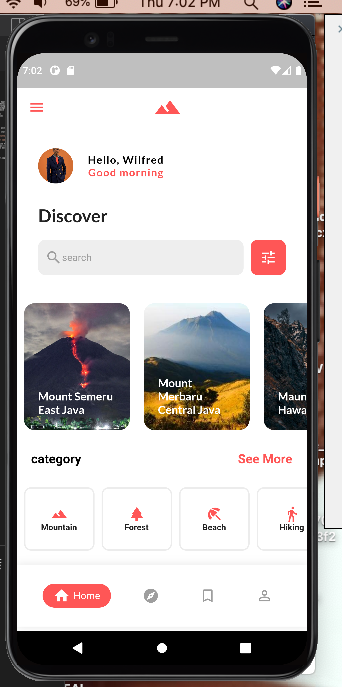 69%
Thu 7:02 PM
7:02
Hello, Wilfred
Good morning
Discover
search
Mount Semeru
East Java
Mount
Merbaru
Central Java
Maun
Hawa
category
See More
Mountain
Forest
Beach
Hiking
Home